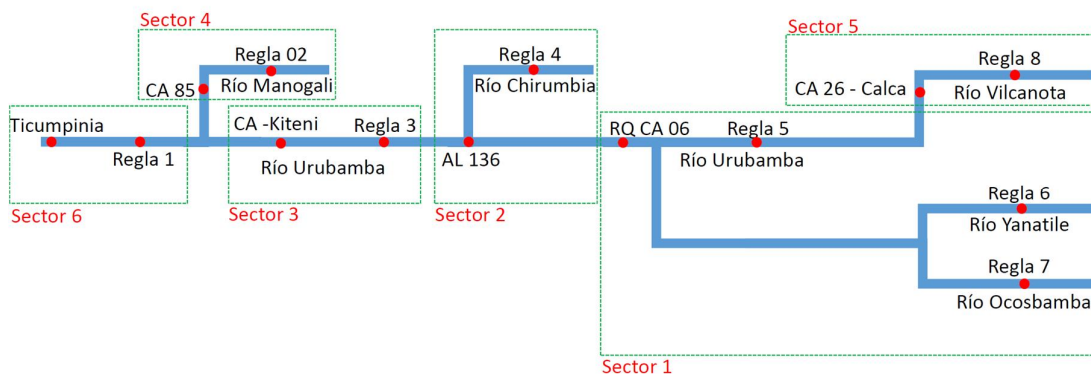 Sector 4
Sector 5
Regla 02
Regla 4
Regla 8
CA 85
Río Manogali
Río Chirumbia
CA 26 - Calca
Río Vilcanota
Ticumpinia
CA -Kiteni
Regla 3
RQ CA 06
Regla 5
Regla 1
Río Urubamba
AL 136
Río Urubamba
Regla 6
Sector 6
Sector 3
Sector 2
Río Yanatile
Regla 7
Río Ocosbamba
Sector 1